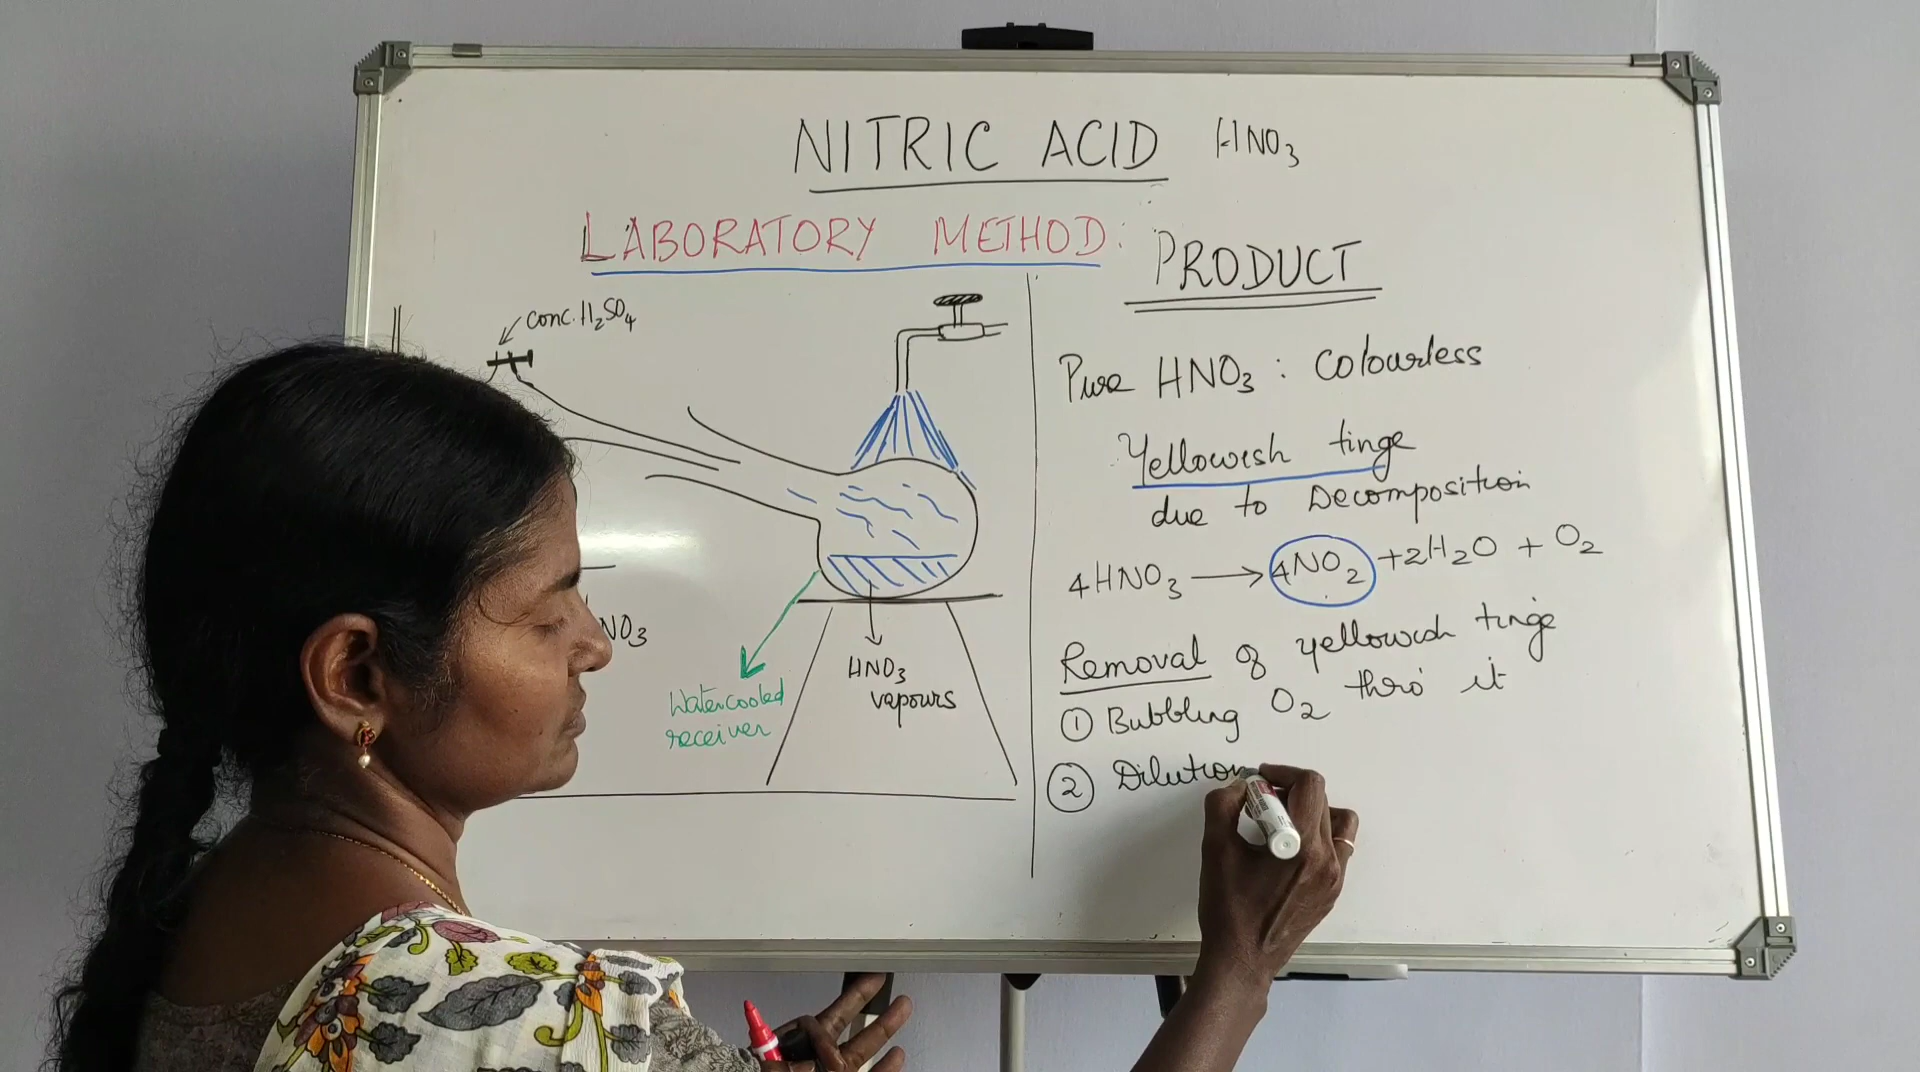 NITRIC ACID HNO₃
LABORATORY METHOD:
conc. H₂SO₄
NO₃
Watercooled
receiver
HNO₃
vapours
PRODUCT
Pure HNO₃ : Colourless
Yellowish tinge
due to Decomposition
4HNO₃ → 4NO₂ + 2H₂O + O₂
Removal of yellowish tinge
① Bubbling O₂ thro' it
② Dilution